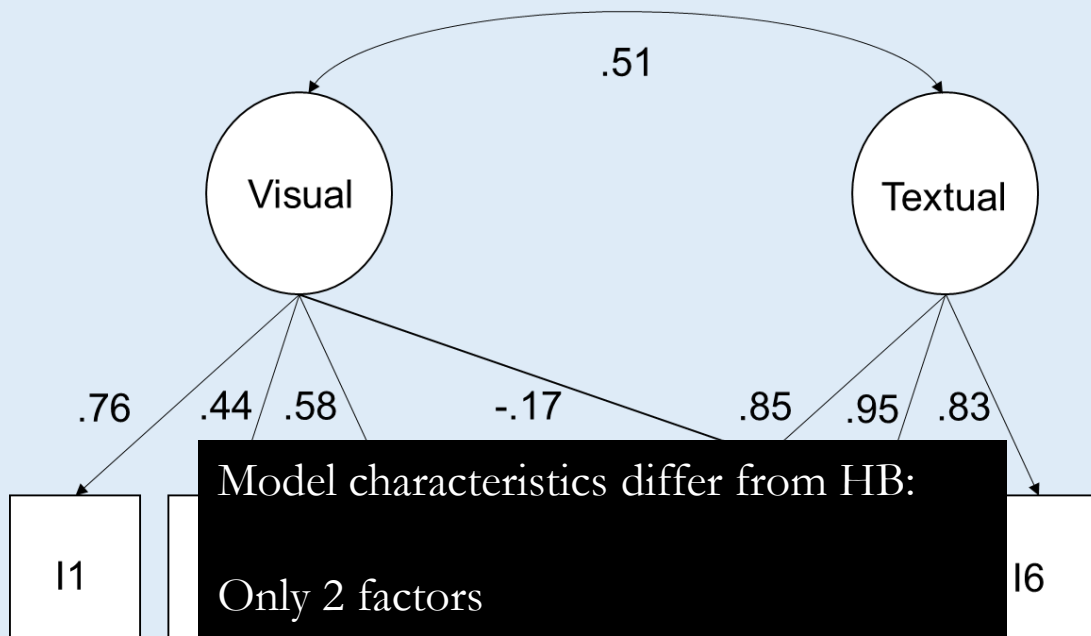 .51
Visual
Textual
.76
.44
.58
-.17
.85
.95
.83
Model characteristics differ from HB:
I1
I6
Only 2 factors